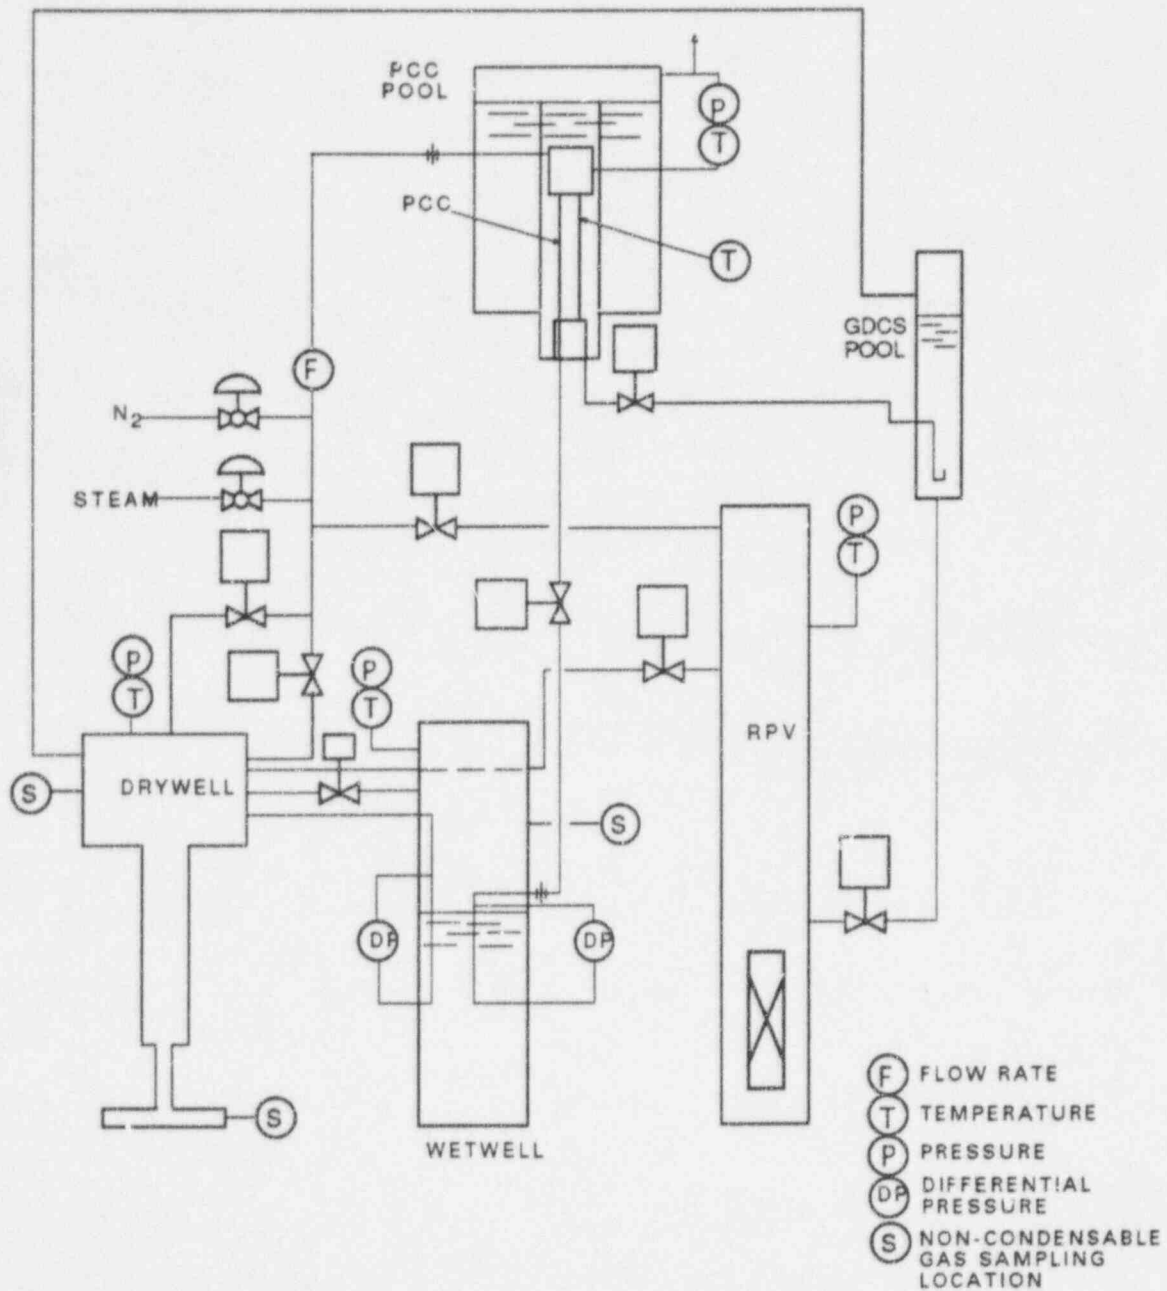 PCC
POOL
P
T
PCC
T
GDCS
POOL
F
N2
STEAM
P
T
P
T
P
T
RPV
DRYWELL
S
S
DP
DP
S
WETWELL
F FLOW RATE
T TEMPERATURE
P PRESSURE
DP DIFFERENTIAL
PRESSURE
S NON-CONDENSABLE
GAS SAMPLING
LOCATION